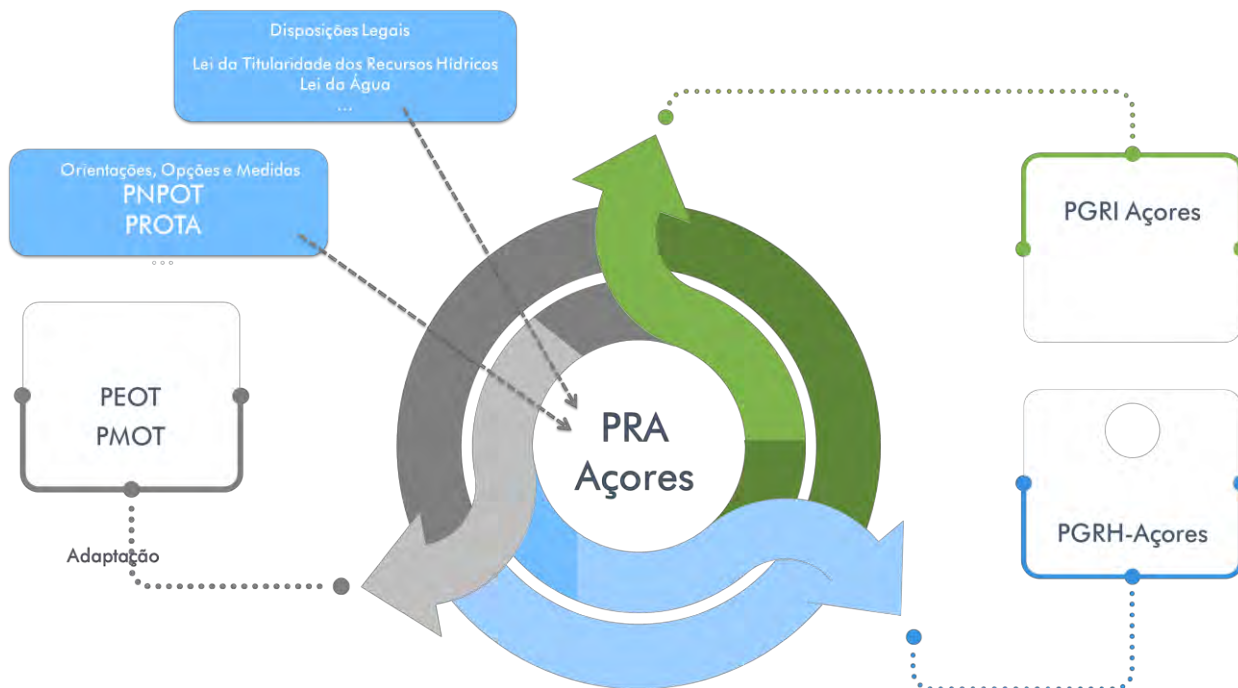 Disposições Legais
Lei da Titularidade dos Recursos Hídricos
Lei da Água
...
Orientações, Opções e Medidas
PNPOT
PROTA
...
PGRI Açores
PEOT
PMOT
PRA
Açores
PGRH-Açores
Adaptação